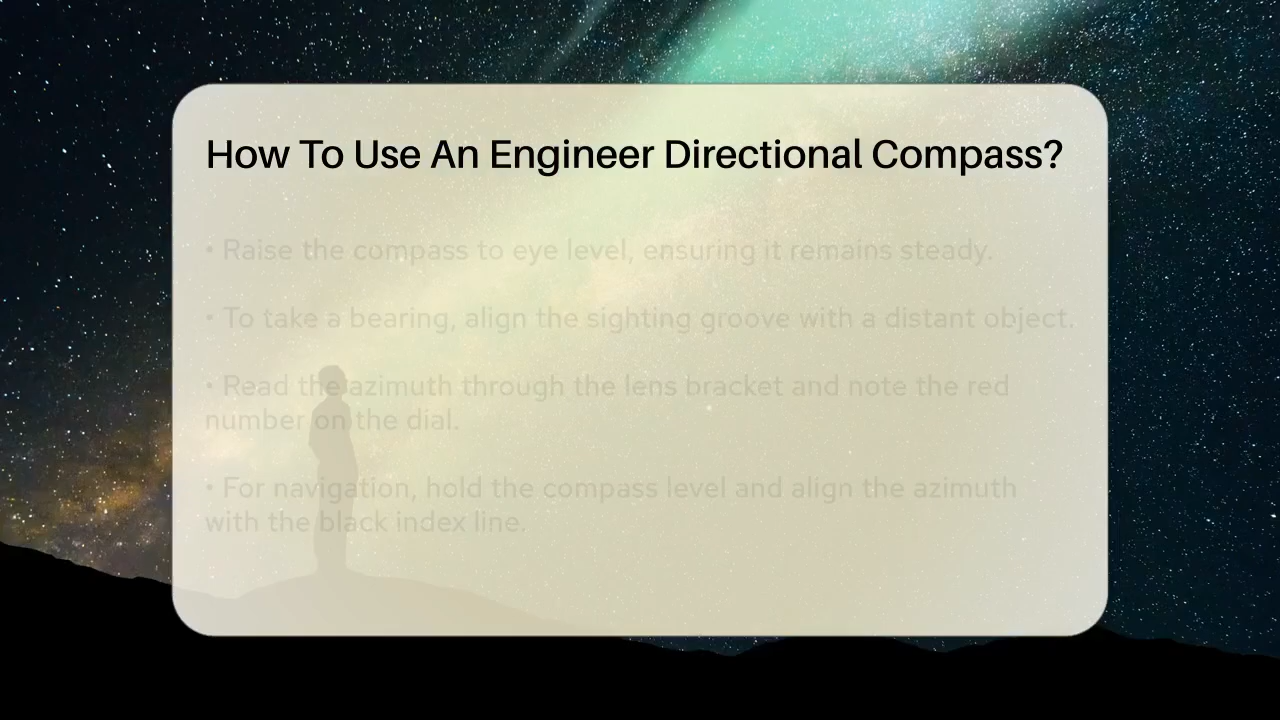 How To Use An Engineer Directional Compass?
• Raise the compass to eye level, ensuring it remains steady.
• To take a bearing, align the sighting groove with a distant object.
• Read the azimuth through the lens bracket and note the red
number on the dial.
• For navigation, hold the compass level and align the azimuth
with the black index line.